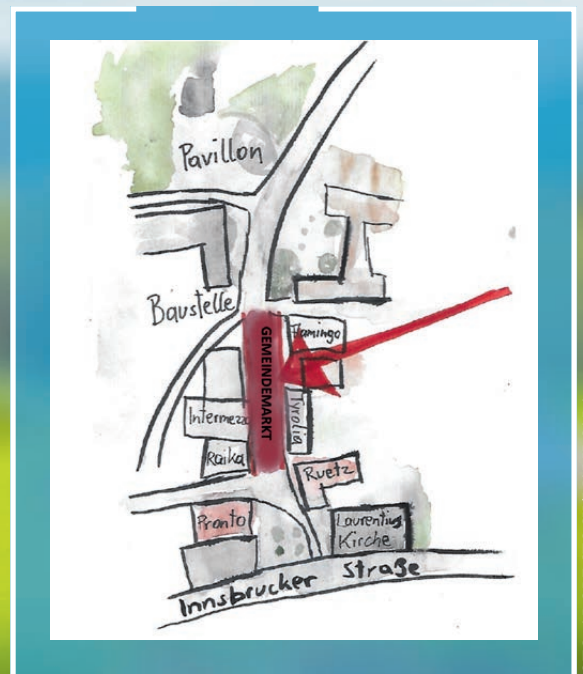 Pavillon
Baustelle
Flamingo
GEMEINDEMARKT
Intermezzo
Tyrolia
Raika
Ruetz
Pronto
Laurentius
Kirche
Innsbrucker Straße